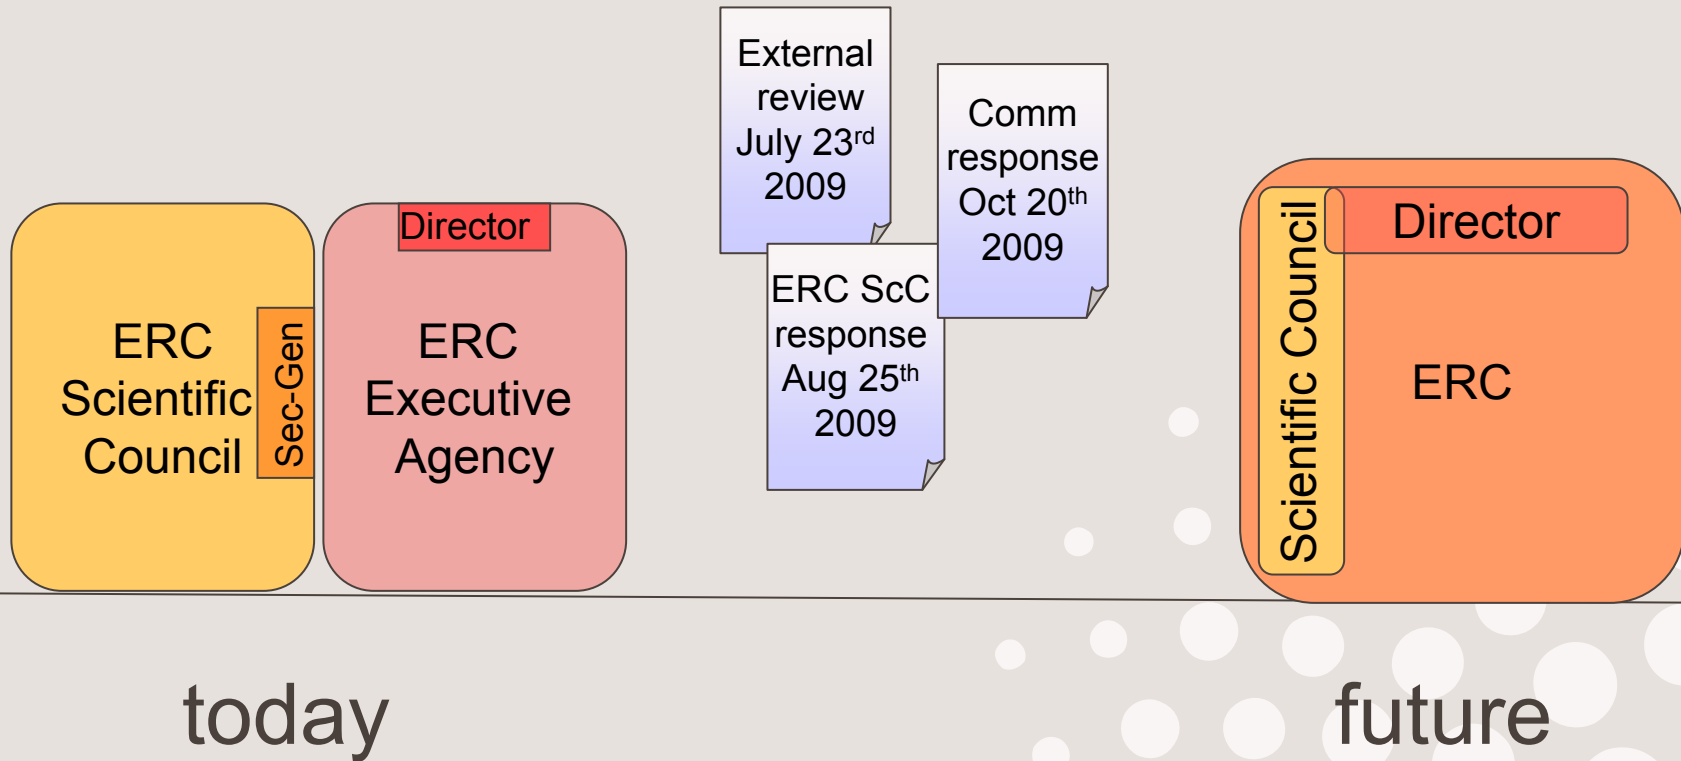 ERC
Scientific
Council
Sec-Gen
Director
ERC
Executive
Agency
External
review
July 23rd
2009
ERC ScC
response
Aug 25th
2009
Comm
response
Oct 20th
2009
Scientific Council
Director
ERC
today
future